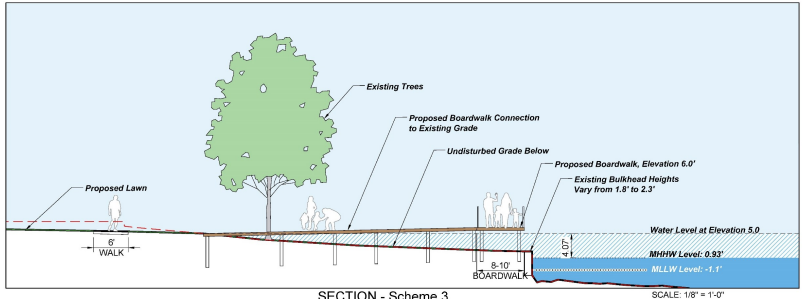 Existing Trees
Proposed Boardwalk Connection
to Existing Grade
Undisturbed Grade Below
Proposed Boardwalk, Elevation 6.0'
Existing Bulkhead Heights
Vary from 1.8' to 2.3'
Proposed Lawn
Water Level at Elevation 5.0
4.07'
6'
WALK
MHHW Level: 0.93'
8-10'
BOARDWALK
MLLW Level: -1.1'
SECTION - Scheme 3
SCALE: 1/8" = 1'-0"